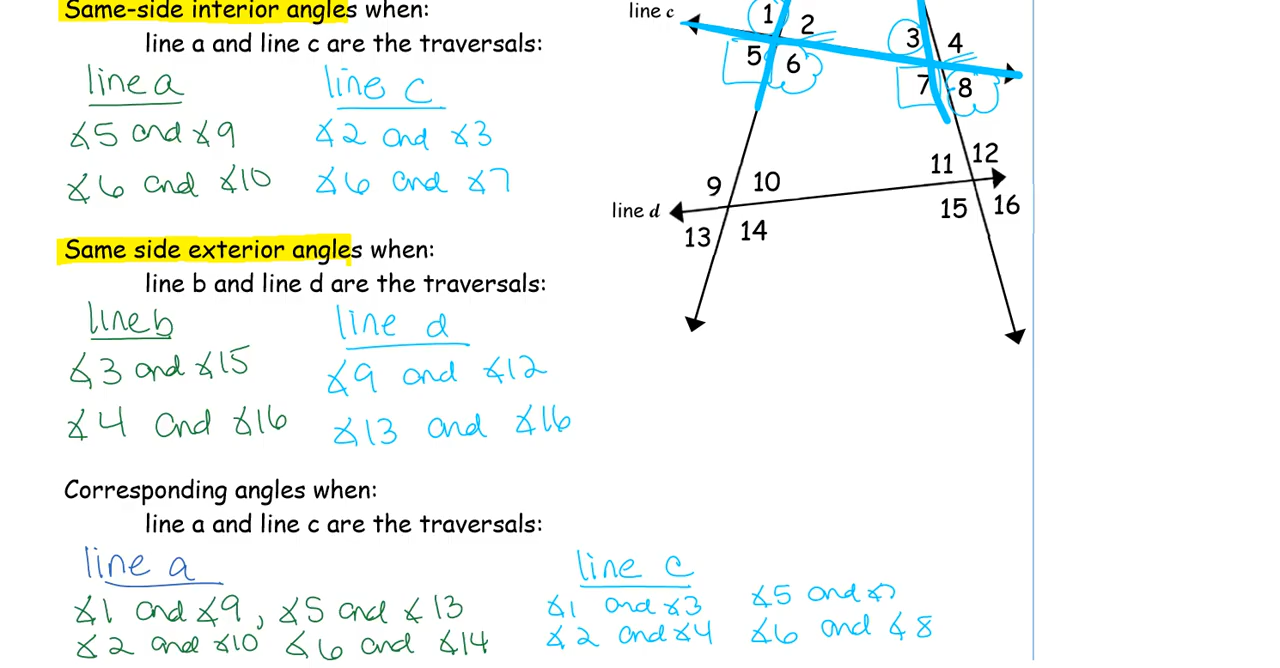 Same-side interior angles when:
line a and line c are the traversals:
line a
∡5 and ∡9
∡6 and ∡10
line c
∡2 and ∡3
∡6 and ∡7
Same side exterior angles when:
line b and line d are the traversals:
line b
∡3 and ∡15
∡4 and ∡16
line d
∡9 and ∡12
∡13 and ∡16
Corresponding angles when:
line a and line c are the traversals:
line a
∡1 and ∡9, ∡5 and ∡13
∡2 and ∡10 ∡6 and ∡14
line c
∡1 and ∡3 ∡5 and ∡7
∡2 and ∡4 ∡6 and ∡8
line c
1 2
3 4
5 6
7 8
11 12
9 10
line d
15 16
13 14